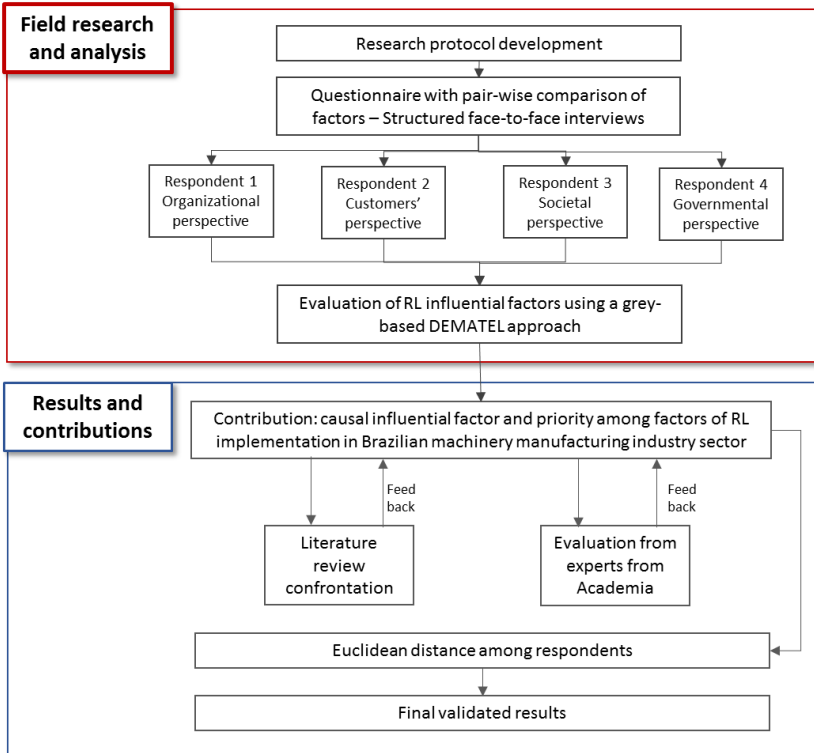 Field research
and analysis
Research protocol development
Questionnaire with pair-wise comparison of
factors – Structured face-to-face interviews
Respondent 1
Organizational
perspective
Respondent 2
Customers’
perspective
Respondent 3
Societal
perspective
Respondent 4
Governmental
perspective
Evaluation of RL influential factors using a grey-
based DEMATEL approach
Results and
contributions
Contribution: causal influential factor and priority among factors of RL
implementation in Brazilian machinery manufacturing industry sector
Feed
back
Feed
back
Literature
review
confrontation
Evaluation from
experts from
Academia
Euclidean distance among respondents
Final validated results